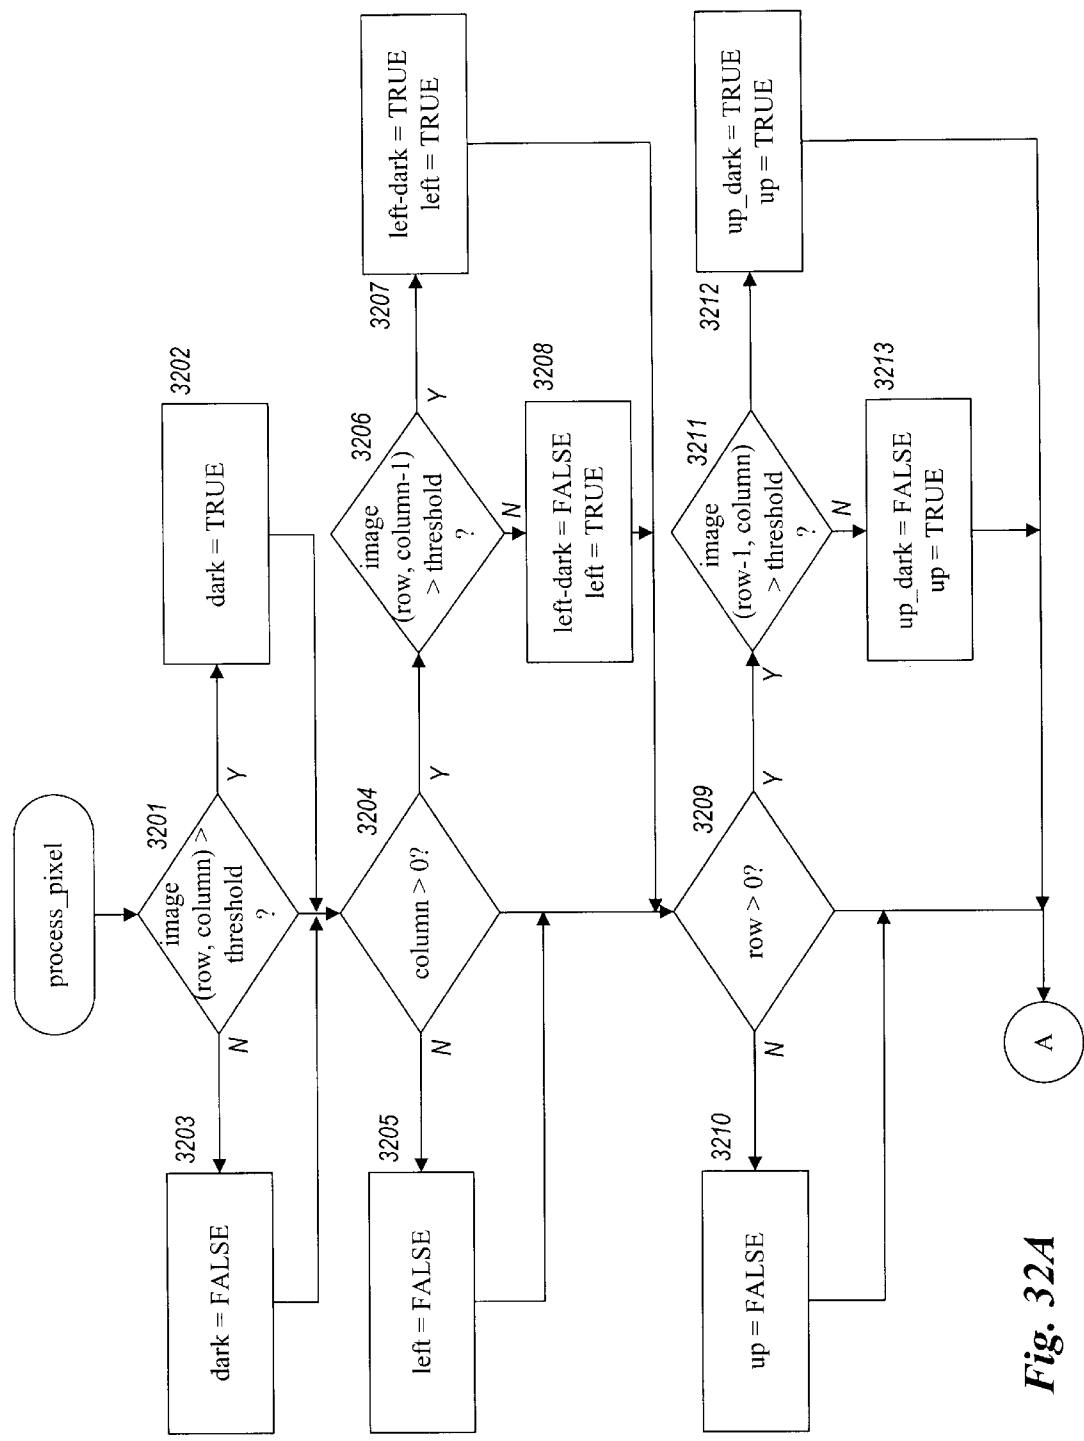 process_pixel
3201
image
(row, column) >
threshold
?
Y
N
3202
dark = TRUE
3203
dark = FALSE
3204
column > 0?
Y
N
3205
left = FALSE
3206
image
(row, column-1)
> threshold
?
Y
N
3207
left-dark = TRUE
left = TRUE
3208
left-dark = FALSE
left = TRUE
3209
row > 0?
Y
Y
N
3210
up = FALSE
3211
image
(row-1, column)
> threshold
?
N
3212
up_dark = TRUE
up = TRUE
3213
up_dark = FALSE
up = TRUE
A
Fig. 32A